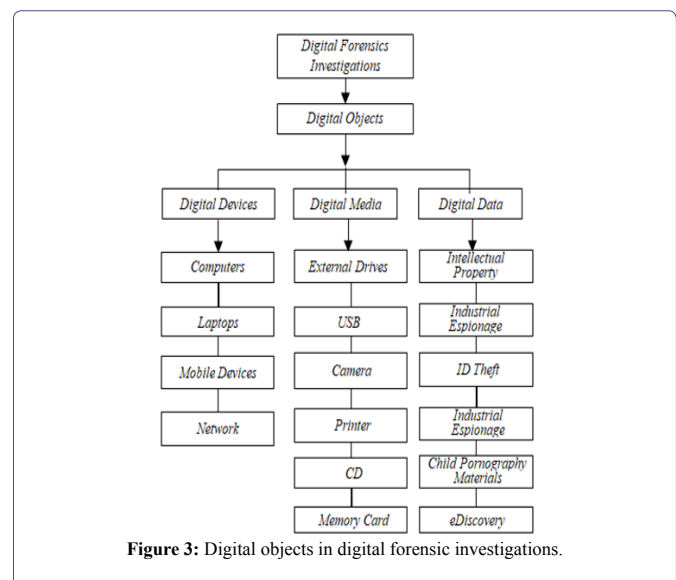 Digital Forensics
Investigations
Digital Objects
Digital Devices
Digital Media
Digital Data
Computers
External Drives
Intellectual
Property
Laptops
USB
Industrial
Espionage
Mobile Devices
Camera
ID Theft
Network
Printer
Industrial
Espionage
CD
Child Pornography
Materials
Memory Card
eDiscovery
Figure 3: Digital objects in digital forensic investigations.